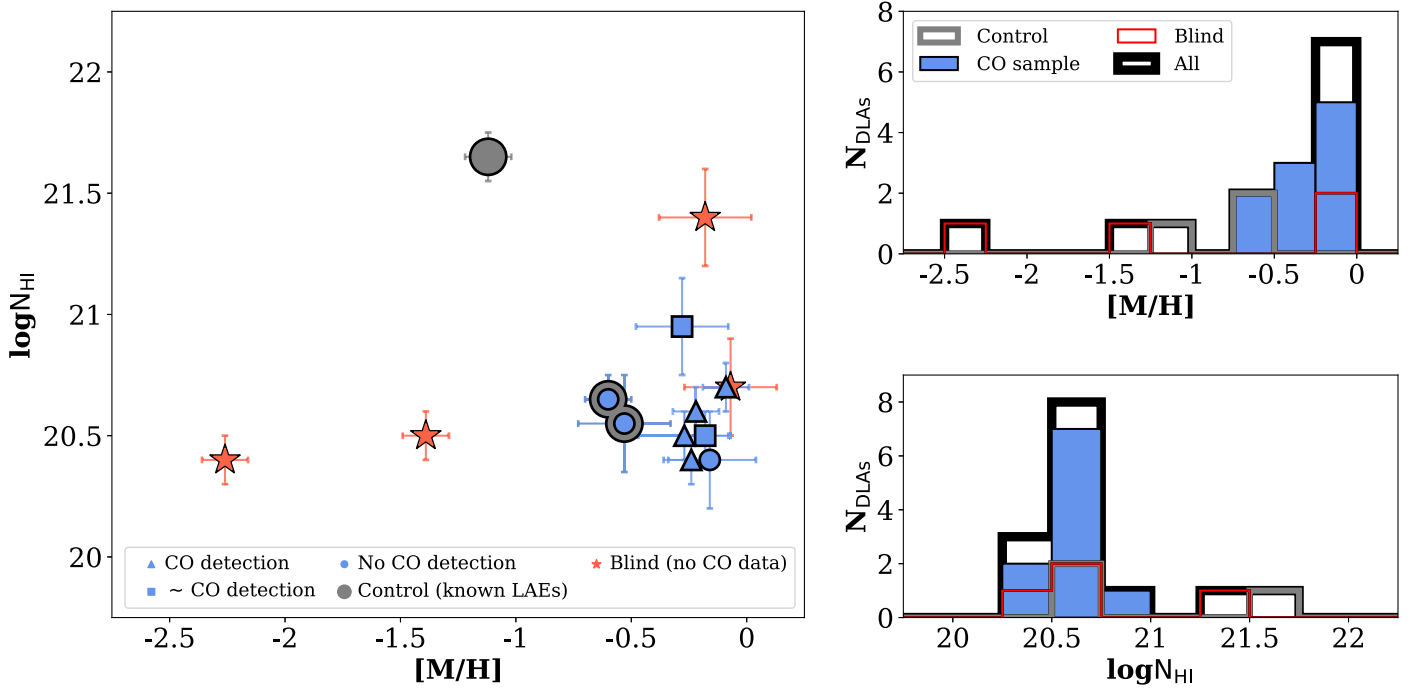 22
21.5
21
20.5
20
logN_HI
-2.5 -2 -1.5 -1 -0.5 0
[M/H]
CO detection No CO detection Blind (no CO data)
~ CO detection Control (known LAEs)
8
6
4
2
0
N_DLAs
Control Blind
CO sample All
-2.5 -2 -1.5 -1 -0.5 0
[M/H]
8
6
4
2
0
N_DLAs
20 20.5 21 21.5 22
logN_HI